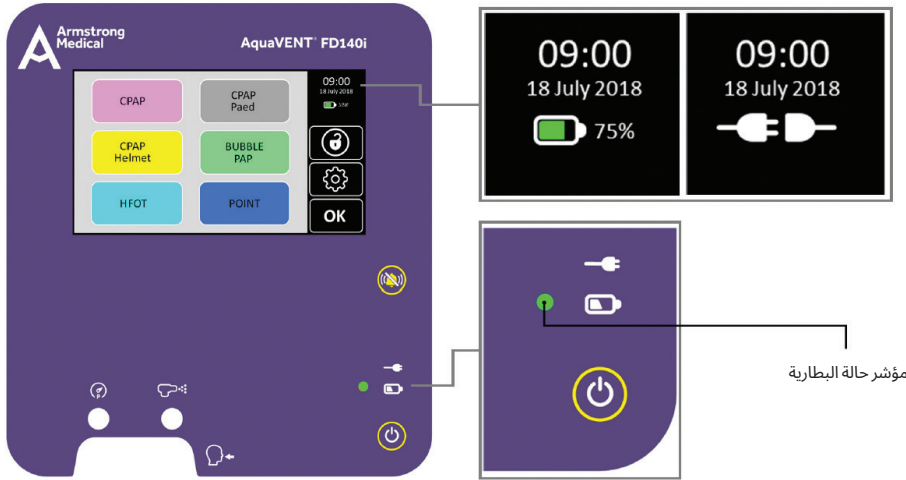 Armstrong
Medical
AquaVENT™ FD140i
CPAP
CPAP
Paed
CPAP
Helmet
BUBBLE
PAP
HFOT
POINT
09:00
18 July 2018
OK
P
09:00
18 July 2018
75%
09:00
18 July 2018
مؤشر حالة البطارية